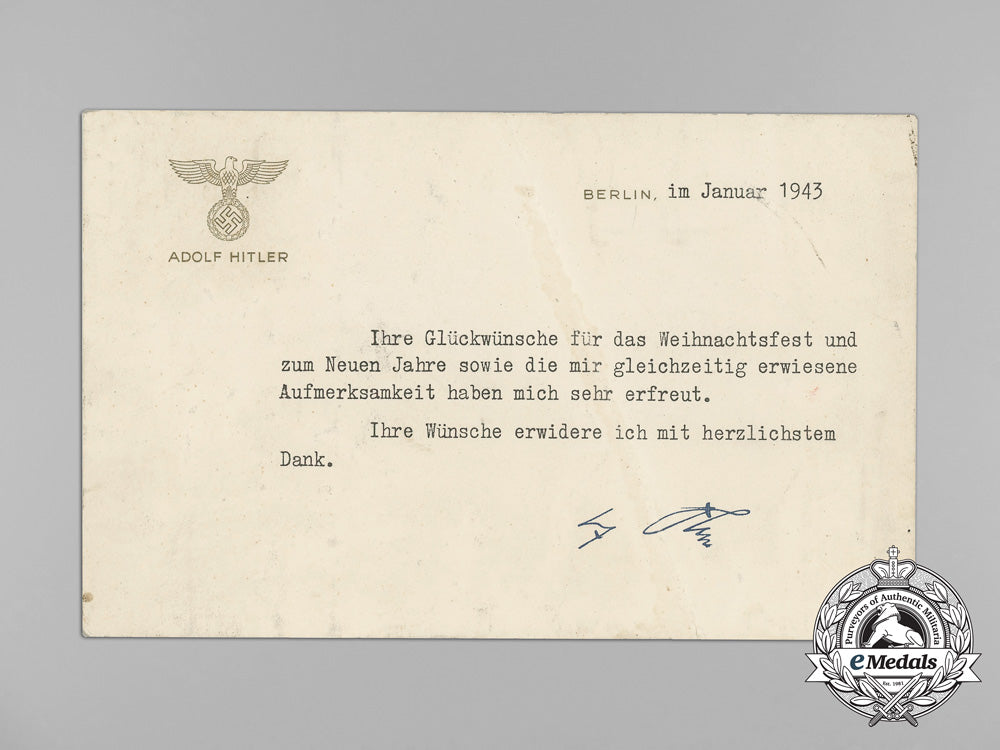 BERLIN, im Januar 1943
ADOLF HITLER
Ihre Glückwünsche für das Weihnachtsfest und
zum Neuen Jahre sowie die mir gleichzeitig erwiesene
Aufmerksamkeit haben mich sehr erfreut.
Ihre Wünsche erwidere ich mit herzlichstem
Dank.
Purveyors of Authentic Militaria
eMedals
Est. 1981